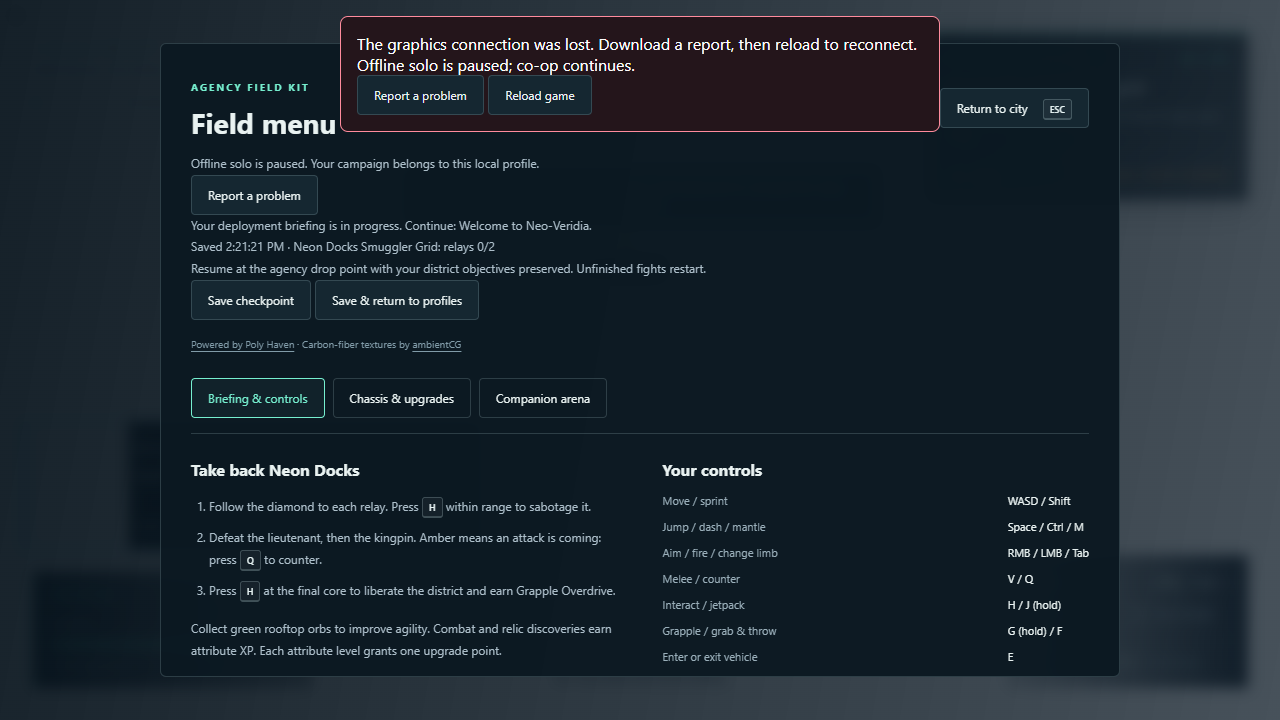 The graphics connection was lost. Download a report, then reload to reconnect.
Offline solo is paused; co-op continues.
Report a problem
Reload game
AGENCY FIELD KIT
Field menu
Return to city ESC
Offline solo is paused. Your campaign belongs to this local profile.
Report a problem
Your deployment briefing is in progress. Continue: Welcome to Neo-Veridia.
Saved 2:21:21 PM · Neon Docks Smuggler Grid: relays 0/2
Resume at the agency drop point with your district objectives preserved. Unfinished fights restart.
Save checkpoint
Save & return to profiles
Powered by Poly Haven · Carbon-fiber textures by ambientCG
Briefing & controls
Chassis & upgrades
Companion arena
Take back Neon Docks
1. Follow the diamond to each relay. Press H within range to sabotage it.
2. Defeat the lieutenant, then the kingpin. Amber means an attack is coming:
press Q to counter.
3. Press H at the final core to liberate the district and earn Grapple Overdrive.
Collect green rooftop orbs to improve agility. Combat and relic discoveries earn
attribute XP. Each attribute level grants one upgrade point.
Your controls
Move / sprint WASD / Shift
Jump / dash / mantle Space / Ctrl / M
Aim / fire / change limb RMB / LMB / Tab
Melee / counter V / Q
Interact / jetpack H / J (hold)
Grapple / grab & throw G (hold) / F
Enter or exit vehicle E